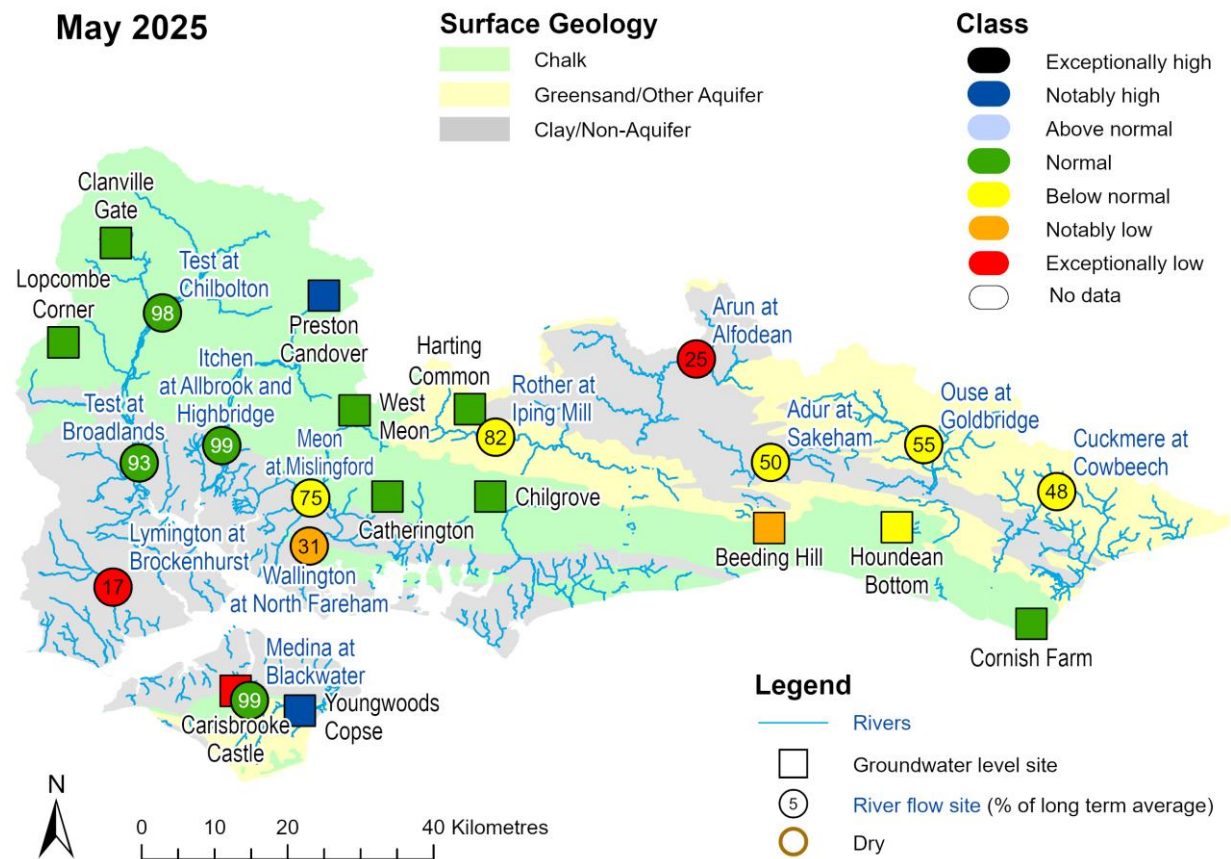 May 2025
Surface Geology
Chalk
Greensand/Other Aquifer
Clay/Non-Aquifer
Class
Exceptionally high
Notably high
Above normal
Normal
Below normal
Notably low
Exceptionally low
No data
Clanville
Gate
Lopcombe
Corner
Test at
Chilbolton
98
Preston
Candover
Itchen
at Allbrook and
Highbridge
99
Test at
Broadlands
93
West
Meon
Harting
Common
Rother at
Iping Mill
82
Arun at
Alfodean
25
Adur at
Sakeham
50
Ouse at
Goldbridge
55
Cuckmere at
Cowbeech
48
Meon
at Mislingford
75
Catherington
Chilgrove
Beeding Hill
Houndean
Bottom
Cornish Farm
Lymington at
Brockenhurst
17
31
Wallington
at North Fareham
Medina at
Blackwater
99
Carisbrooke
Castle
Youngwoods
Copse
Legend
Rivers
Groundwater level site
5
River flow site (% of long term average)
Dry
N
0 10 20 40 Kilometres